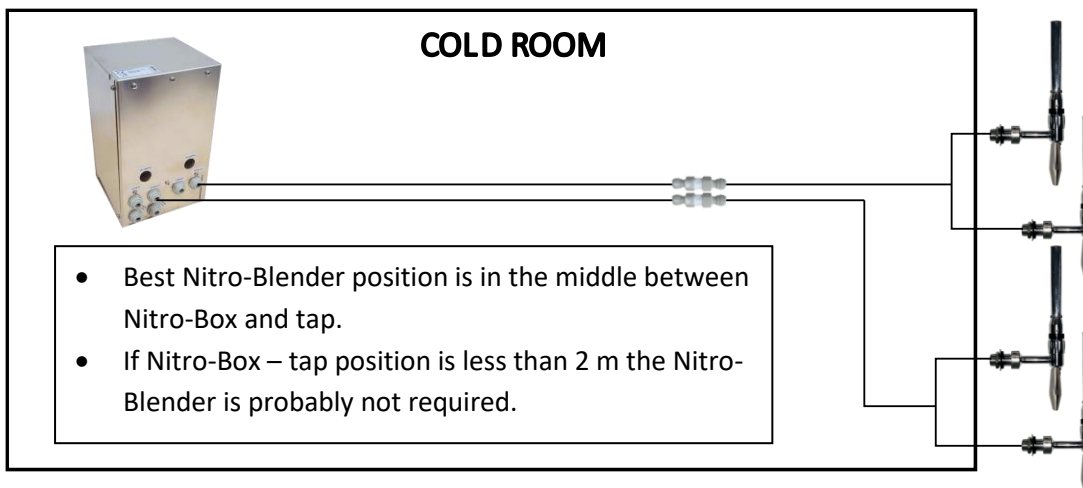 COLD ROOM
• Best Nitro-Blender position is in the middle between
Nitro-Box and tap.
• If Nitro-Box – tap position is less than 2 m the Nitro-
Blender is probably not required.